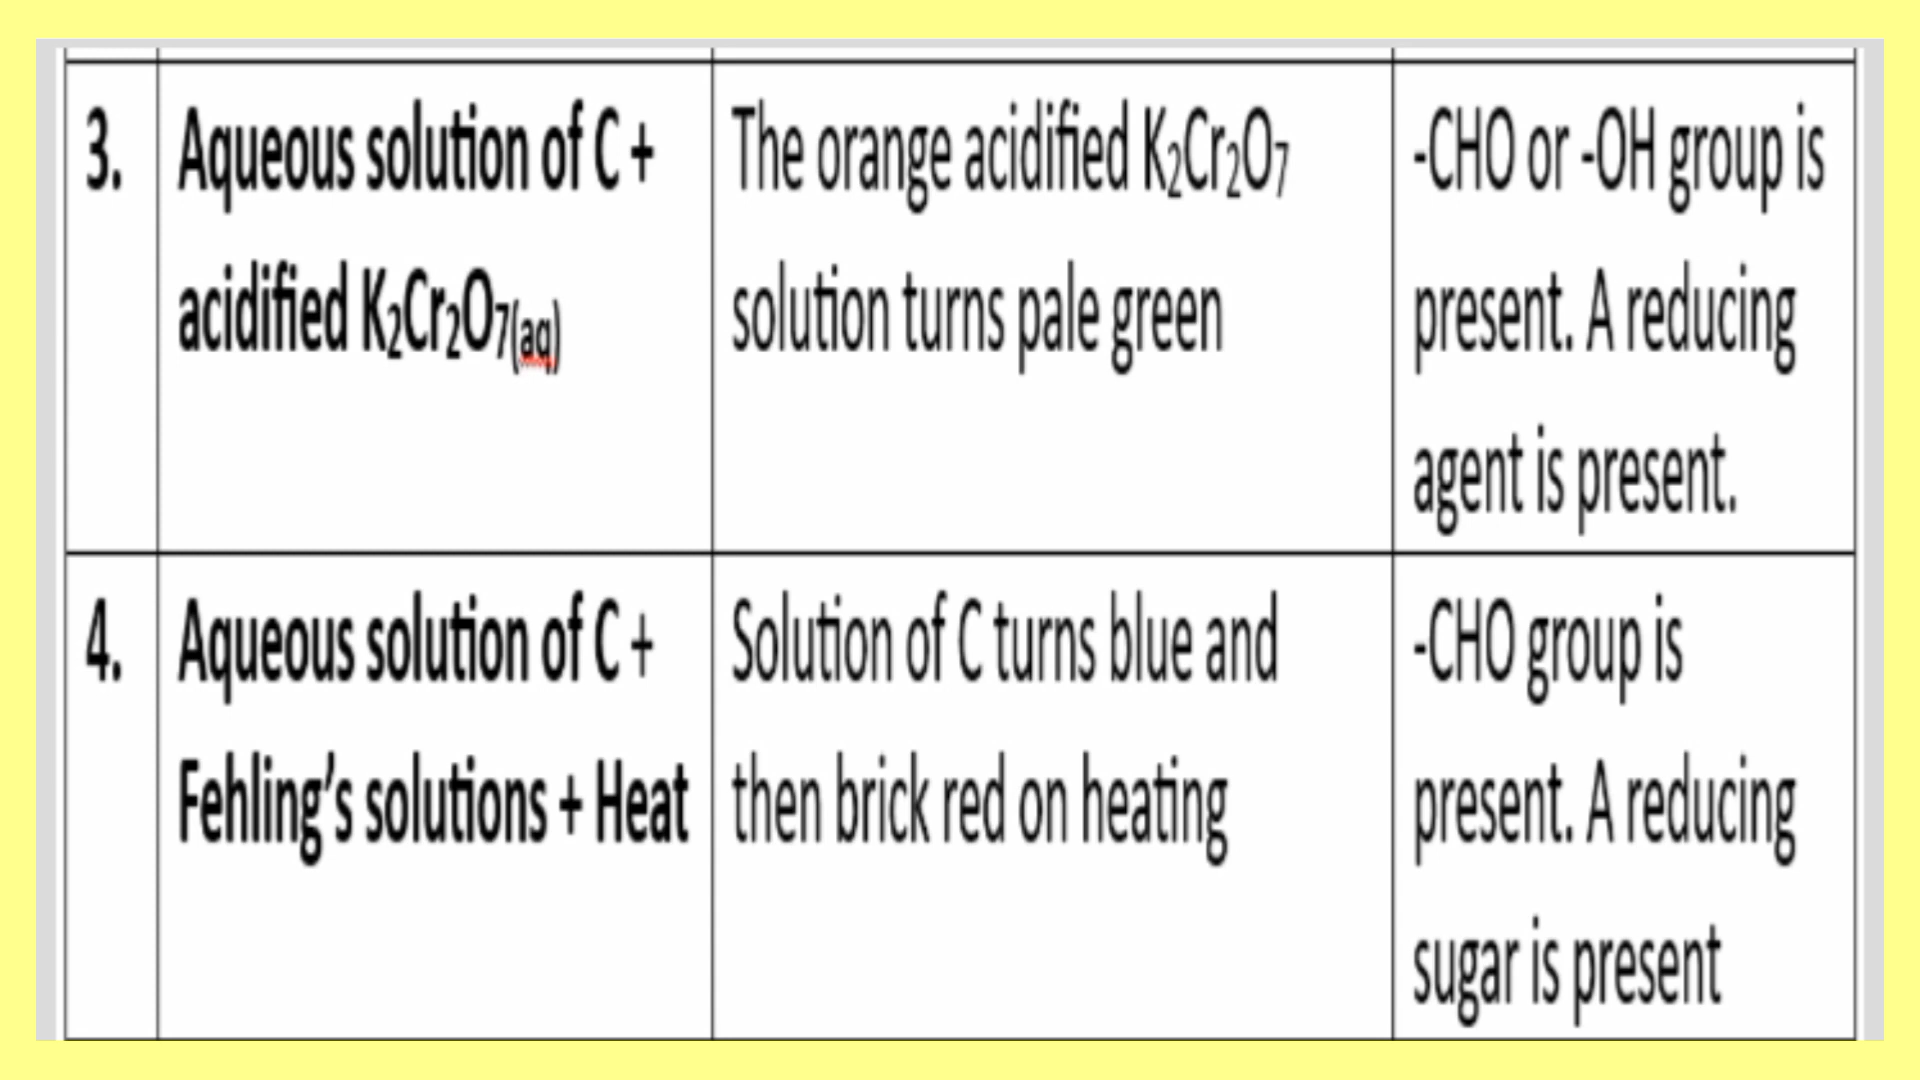 3.
Aqueous solution of C +
acidified K₂Cr₂O₇(aq)
The orange acidified K₂Cr₂O₇
solution turns pale green
-CHO or -OH group is
present. A reducing
agent is present.
4.
Aqueous solution of C +
Fehling's solutions + Heat
Solution of C turns blue and
then brick red on heating
-CHO group is
present. A reducing
sugar is present